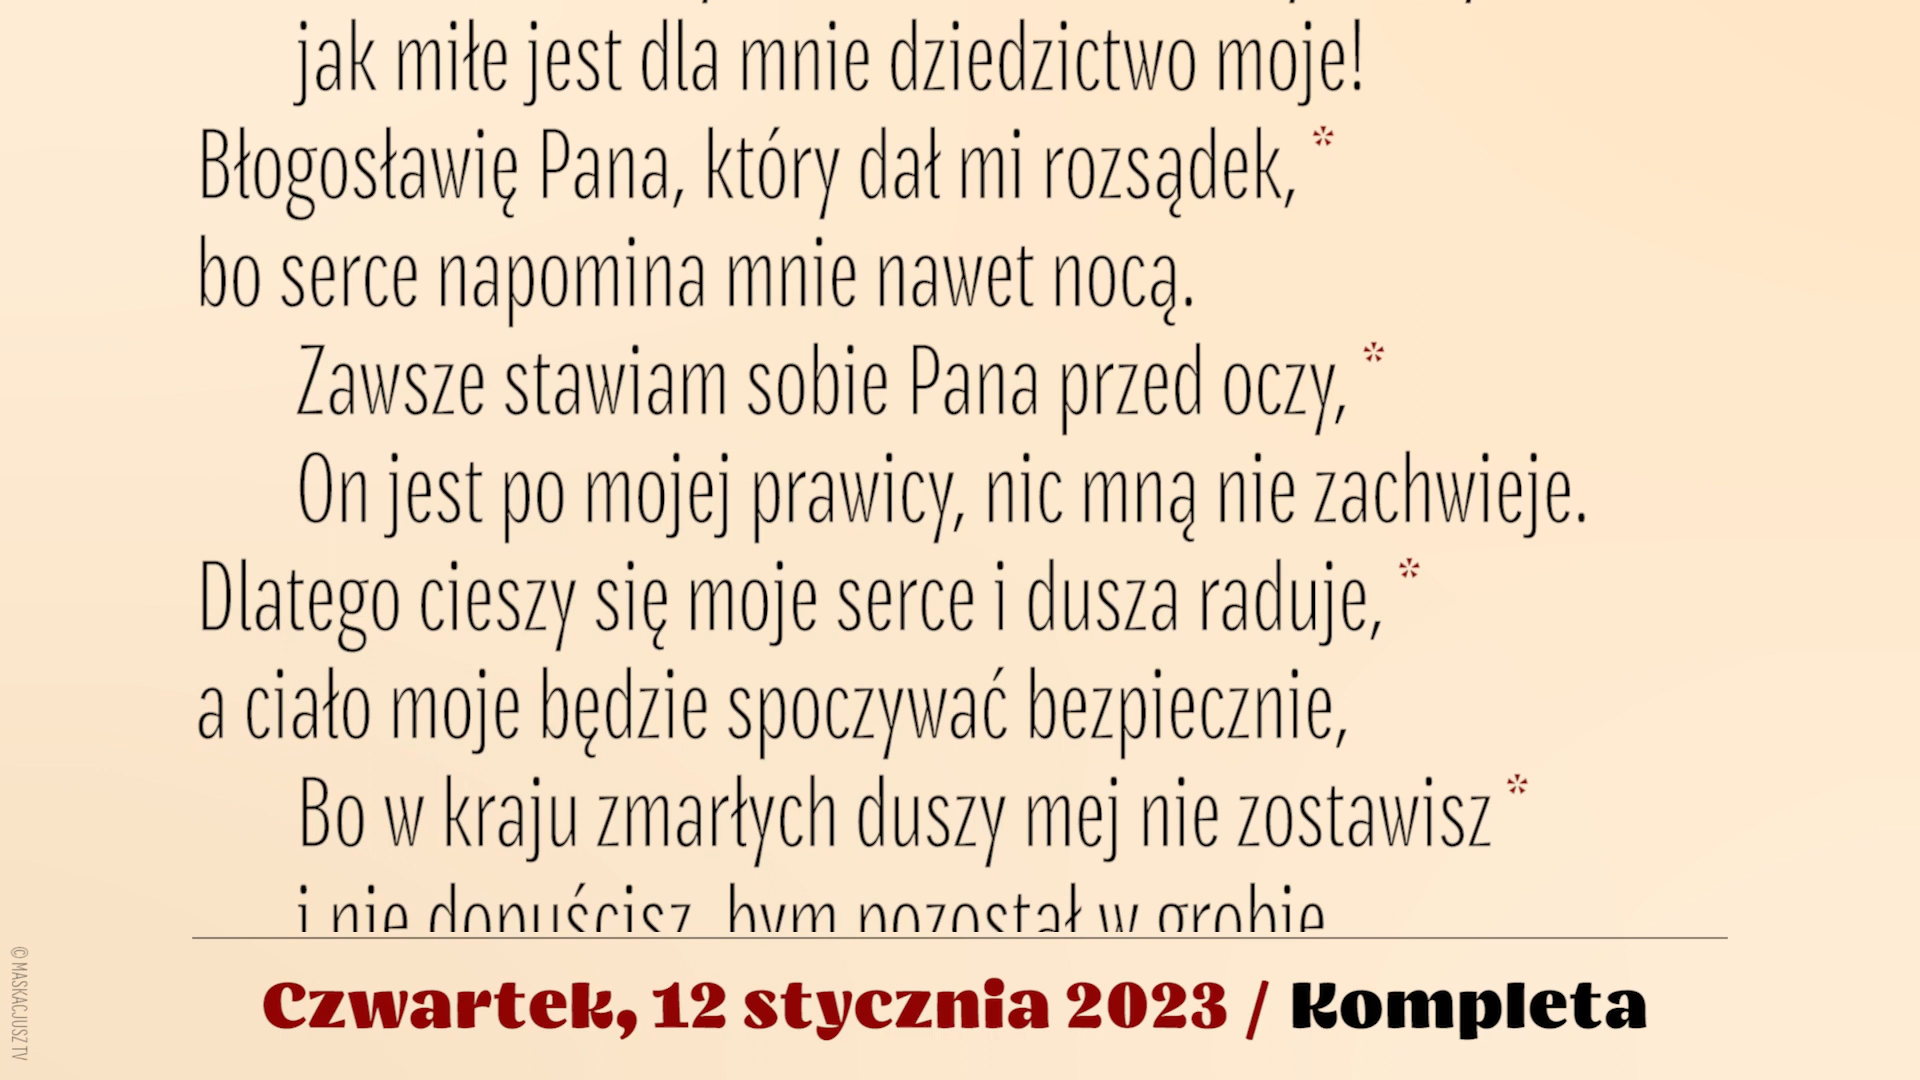 jak miłe jest dla mnie dziedzictwo moje!
Błogosławię Pana, który dał mi rozsądek, *
bo serce napomina mnie nawet nocą.
Zawsze stawiam sobie Pana przed oczy, *
On jest po mojej prawicy, nic mną nie zachwieje.
Dlatego cieszy się moje serce i dusza raduje, *
a ciało moje będzie spoczywać bezpiecznie,
Bo w kraju zmarłych duszy mej nie zostawisz *
i nie dopuścisz, bym pozostał w grobie
Czwartek, 12 stycznia 2023 / Kompleta
© MASKACJUSZ TV